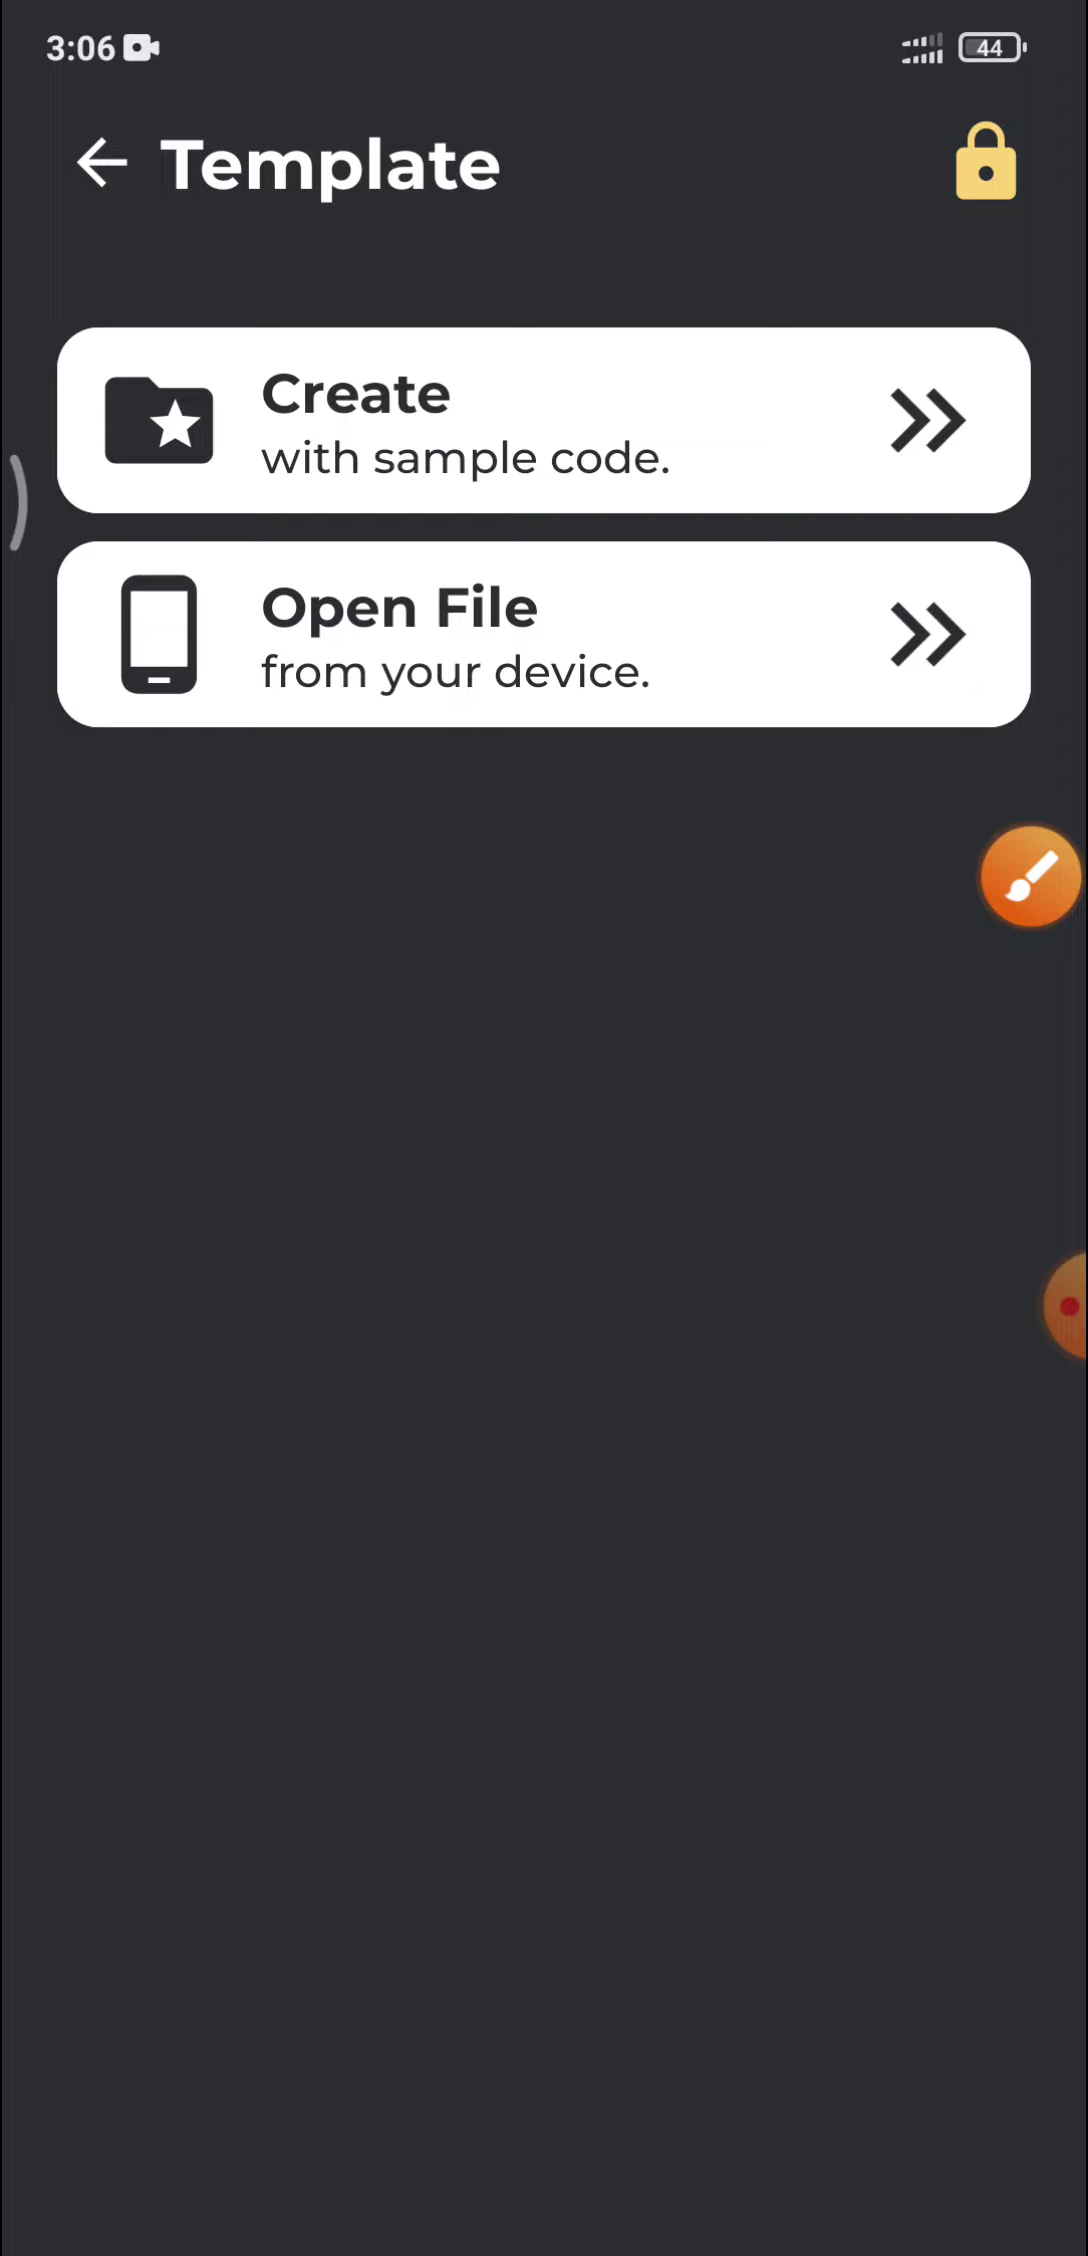 3:06
44
Template
Create
with sample code.
Open File
from your device.